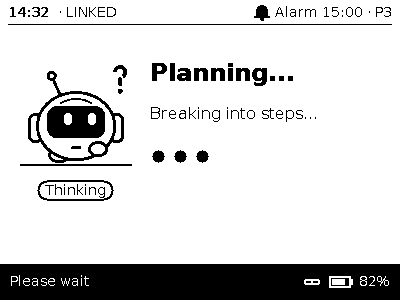 14:32 · LINKED
Alarm 15:00 · P3
?
Planning...
Breaking into steps...
Thinking
Please wait
82%